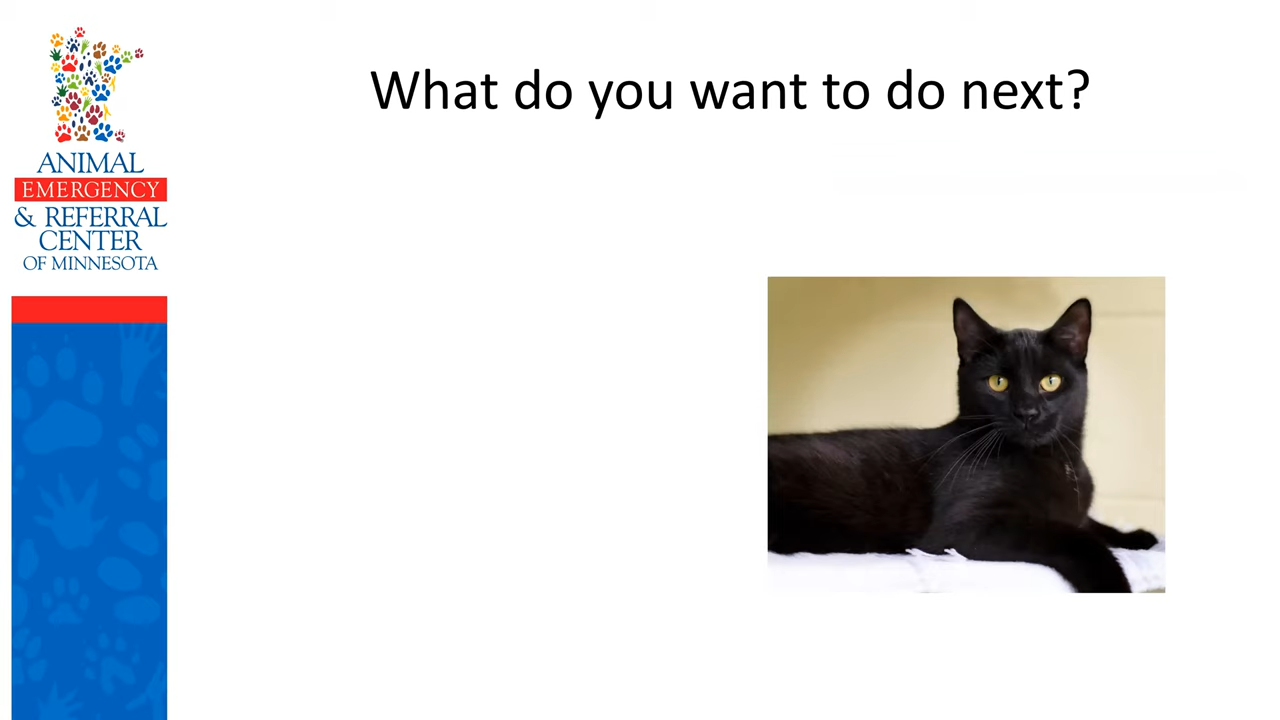 What do you want to do next?
ANIMAL
EMERGENCY
& REFERRAL
CENTER
OF MINNESOTA